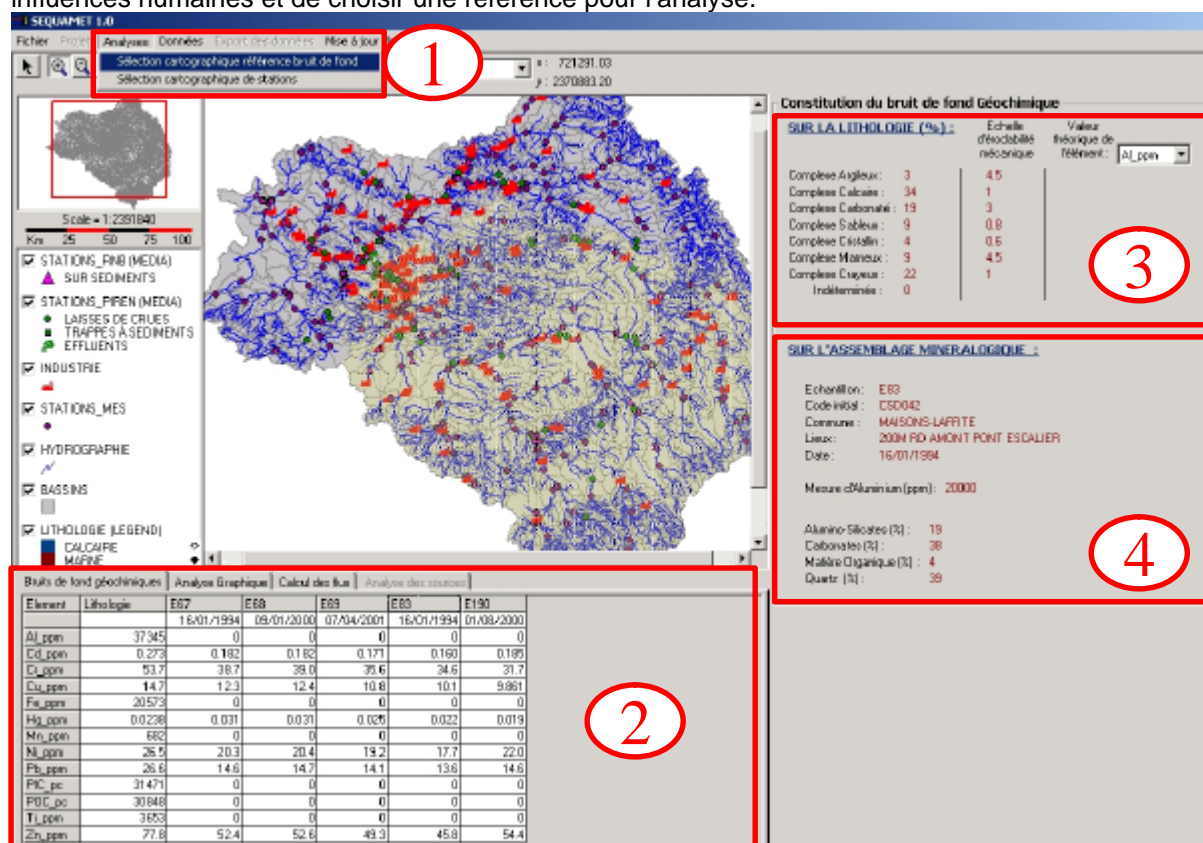 influences humaines et de choisir une référence pour l'analyse.
SEQUAMET 1.0
Fichier Projet Analyses Données Export des données Mise à jour
Sélection cartographique référence bruit de fond
Sélection cartographique de stations
1
x : 721291.03
y : 2370883.20
Scale = 1:2391840
Km 25 50 75 100
STATIONS_RNB (MEDIA)
SUR SEDIMENTS
STATIONS_PIREN (MEDIA)
LAISSES DE CRUES
TRAPPES À SEDIMENTS
EFFLUENTS
INDUSTRIE
STATIONS_MES
HYDROGRAPHIE
BASSINS
LITHOLOGIE (LEGEND)
CALCAIRE
MARNE
Constitution du bruit de fond Géochimique
SUR LA LITHOLOGIE (%) : Echelle d'érodabilité mécanique Valeur théorique de l'élément : Al_ppm
Complexe Argileux : 3 4.5
Complexe Calcaire : 34 1
Complexe Carbonaté : 19 3
Complexe Sableux : 9 0.8
Complexe Cristallin : 4 0.6
Complexe Marneux : 9 4.5
Complexe Crayeux : 22 1
Indéterminée : 0
3
SUR L'ASSEMBLAGE MINERALOGIQUE :
Echantillon : E83
Code initial : CSD042
Commune : MAISONS-LAFFITE
Lieux : 200M RD AMONT PONT ESCALIER
Date : 16/01/1994
Mesure d'Aluminium (ppm) : 20000
Alumino-Silicates (%) : 19
Carbonates (%) : 38
Matière Organique (%) : 4
Quartz (%) : 39
4
Bruits de fond géochimiques Analyse Graphique Calcul des flux Analyse des sources
Element Lithologie E67 E68 E69 E83 E190
16/01/1994 09/01/2000 07/04/2001 16/01/1994 01/08/2000
Al_ppm 37345 0 0 0 0 0
Cd_ppm 0.273 0.182 0.182 0.171 0.160 0.185
Cr_ppm 53.7 38.7 39.0 35.6 34.6 31.7
Cu_ppm 14.7 12.3 12.4 10.8 10.1 9.861
Fe_ppm 20573 0 0 0 0 0
Hg_ppm 0.0238 0.031 0.031 0.025 0.022 0.019
Mn_ppm 682 0 0 0 0 0
Ni_ppm 26.5 20.3 20.4 19.2 17.7 22.0
Pb_ppm 26.6 14.6 14.7 14.1 13.6 14.6
PIC_pc 31471 0 0 0 0 0
POC_pc 30848 0 0 0 0 0
Ti_ppm 3653 0 0 0 0 0
Zn_ppm 77.8 52.4 52.6 49.3 45.8 54.4
2